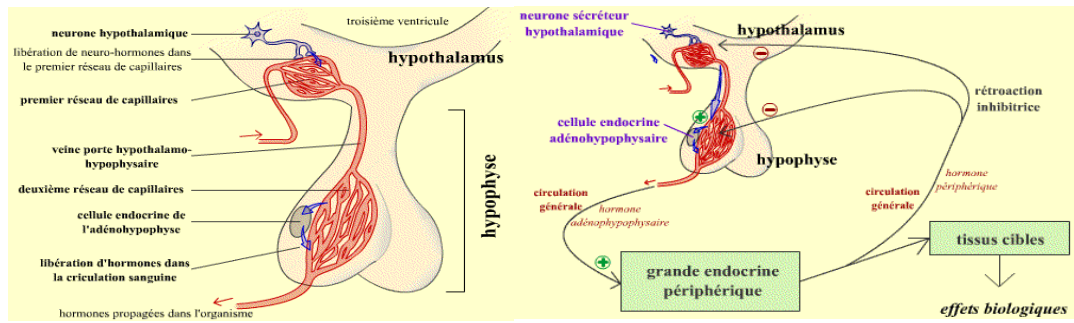 troisième ventricule
neurone hypothalamique
libération de neuro-hormones dans
le premier réseau de capillaires
hypothalamus
premier réseau de capillaires
veine porte hypothalamo-
hypophysaire
deuxième réseau de capillaires
cellule endocrine de
l'adénohypophyse
libération d'hormones dans
la criculation sanguine
hormones propagées dans l'organisme
hypophyse
neurone sécréteur
hypothalamique
hypothalamus
rétroaction
inhibitrice
cellule endocrine
adénohypophysaire
hypophyse
circulation
générale
hormone
adénophypophysaire
circulation
générale
hormone
périphérique
grande endocrine
périphérique
tissus cibles
effets biologiques